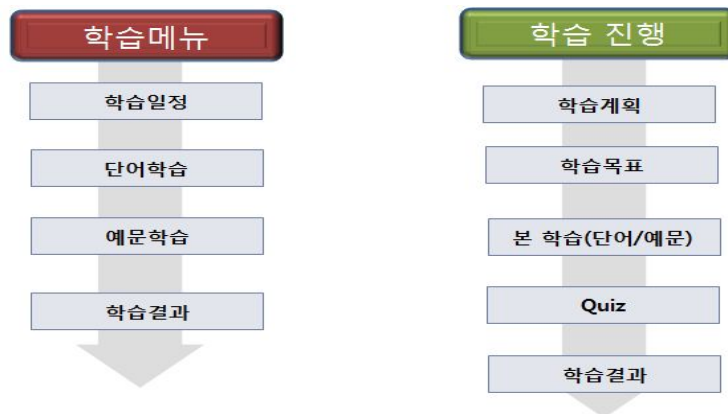 학습메뉴
학습일정
단어학습
예문학습
학습결과
학습 진행
학습계획
학습목표
본 학습(단어/예문)
Quiz
학습결과